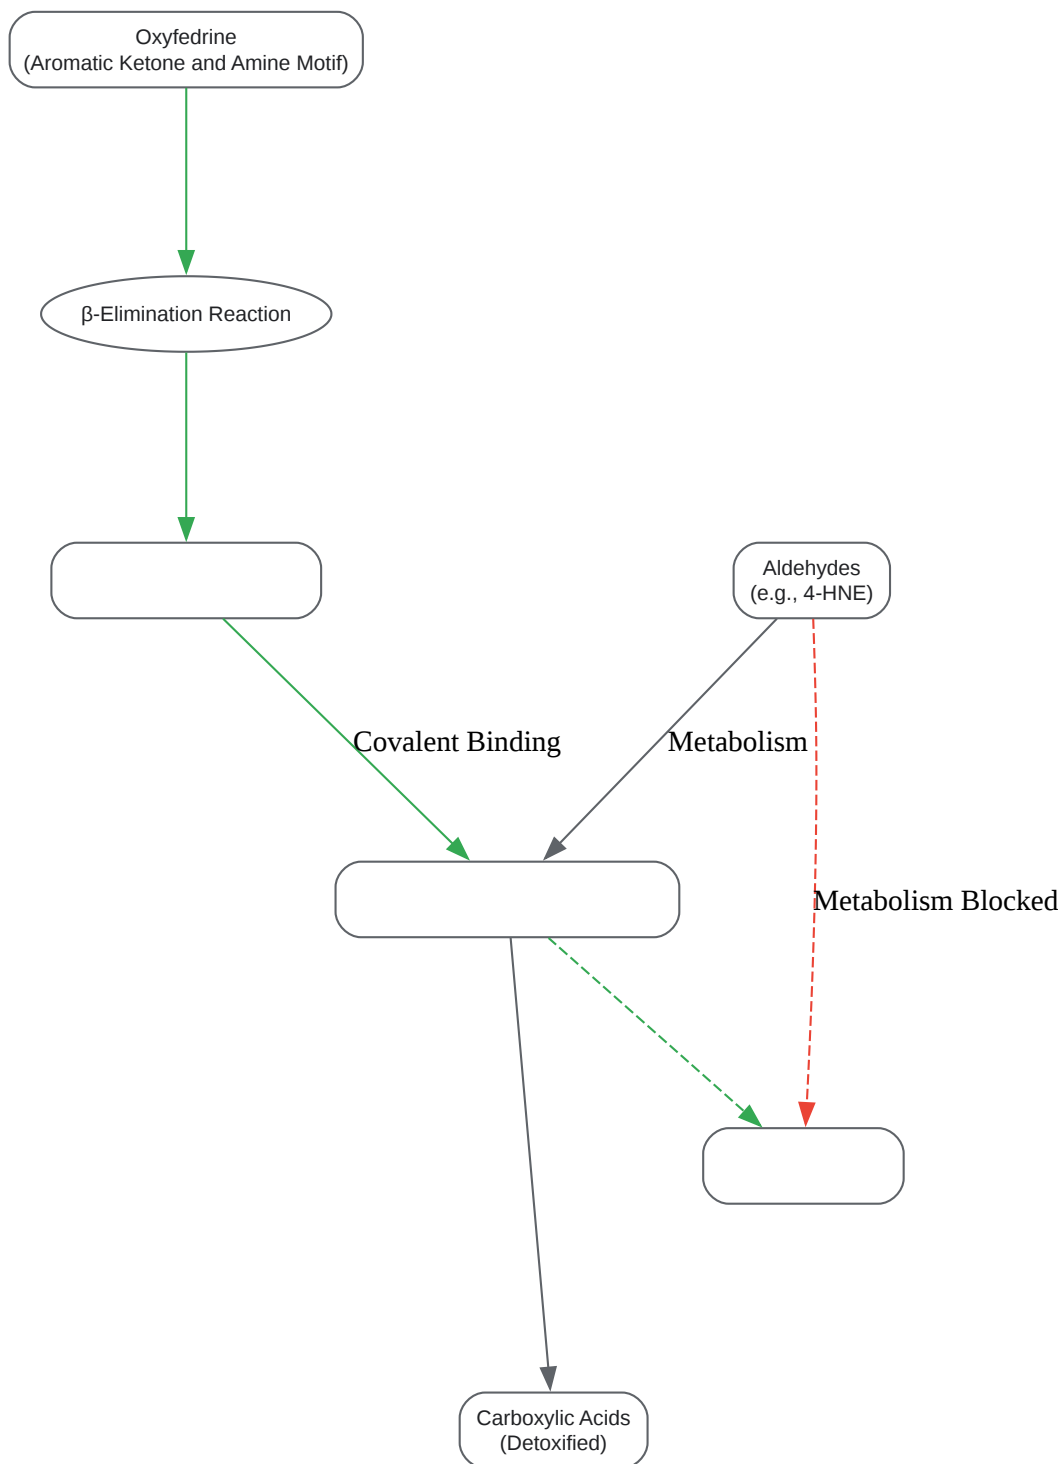 Oxyfedrine
(Aromatic Ketone and Amine Motif)
β-Elimination Reaction
Aldehydes
(e.g., 4-HNE)
Covalent Binding
Metabolism
Metabolism Blocked
Carboxylic Acids
(Detoxified)